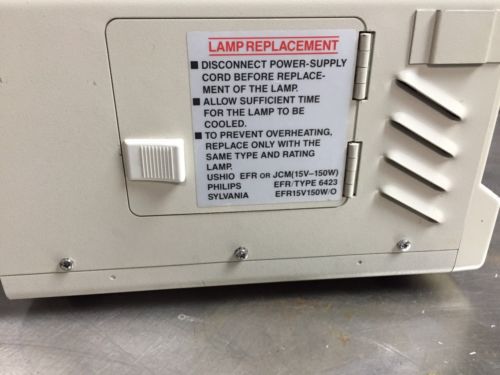 LAMP REPLACEMENT
■ DISCONNECT POWER-SUPPLY
CORD BEFORE REPLACE-
MENT OF THE LAMP.
■ ALLOW SUFFICIENT TIME
FOR THE LAMP TO BE
COOLED.
■ TO PREVENT OVERHEATING,
REPLACE ONLY WITH THE
SAME TYPE AND RATING
LAMP.
USHIO EFR OR JCM(15V-150W)
PHILIPS EFR/TYPE 6423
SYLVANIA EFR15V150W/O